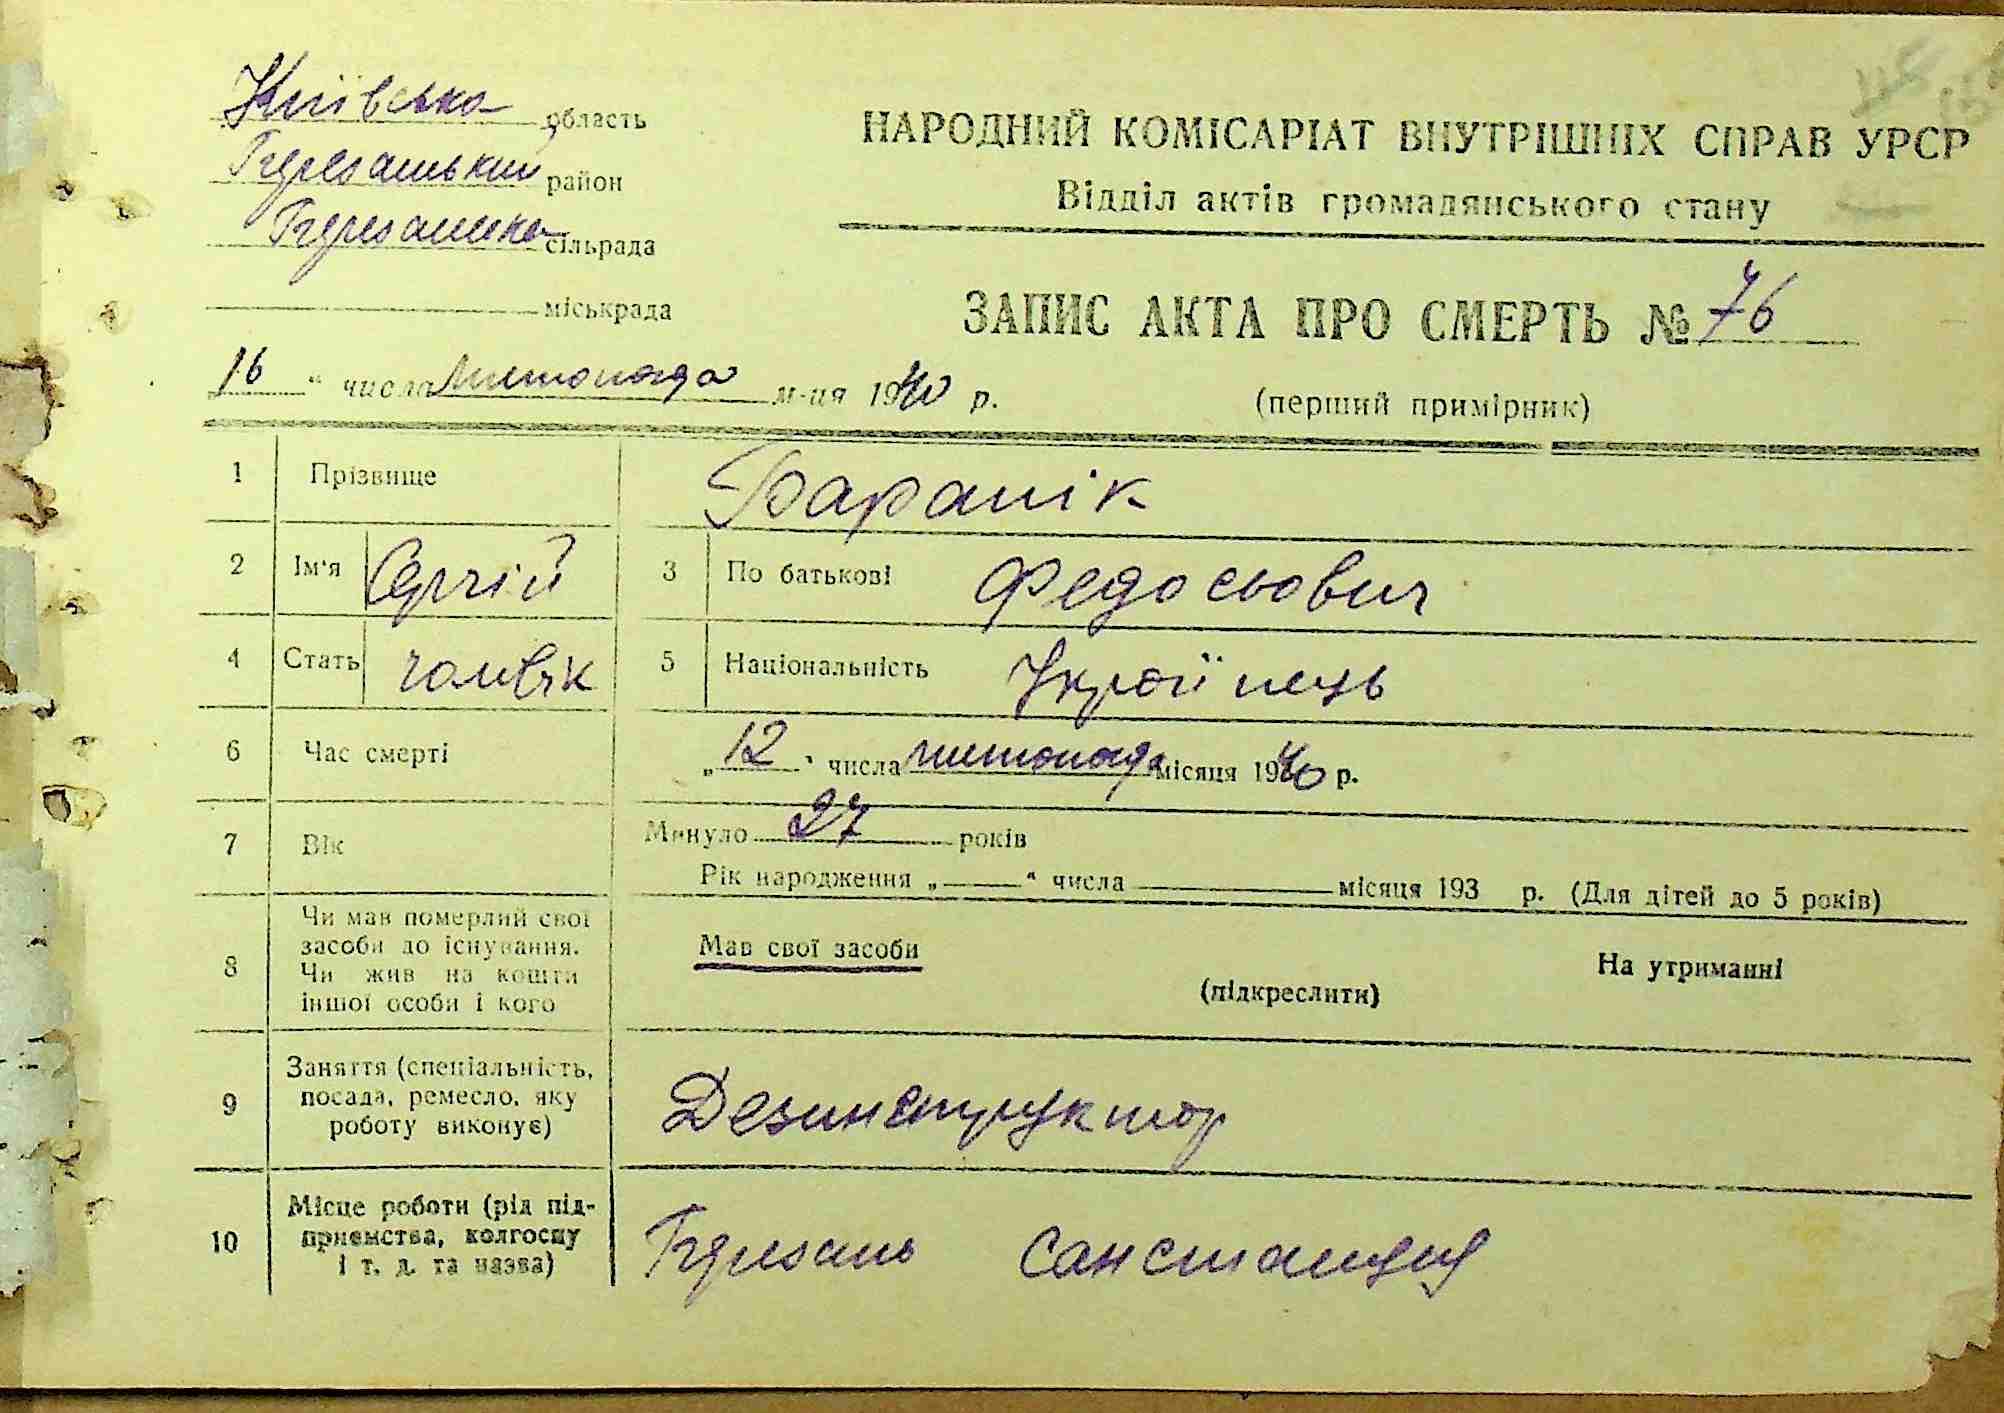 Київська область
Березанський район
Березанська сільрада
міськрада
НАРОДНИЙ КОМІСАРІАТ ВНУТРІШНІХ СПРАВ УРСР
Відділ актів громадянського стану
ЗАПИС АКТА ПРО СМЕРТЬ № 76
„16“ числа листопада м-ця 1940 р.
(перший примірник)
1 Прізвище Баранік
2 Ім'я Сергій 3 По батькові Федосьович
4 Стать чоловік 5 Національність Українець
6 Час смерті „12“ числа листопада місяця 1940 р.
7 Вік Минуло 27 років
Рік народження „ “ числа місяця 193 р. (Для дітей до 5 років)
8 Чи мав померлий свої
засоби до існування.
Чи жив на кошти
іншої особи і кого
Мав свої засоби
(підкреслити)
На утриманні
9 Заняття (спеціальність,
посада, ремесло, яку
роботу виконує)
Дезинструктор
10 Місце роботи (рід під-
приємства, колгоспу
і т. д. та назва)
Березань Санстанция